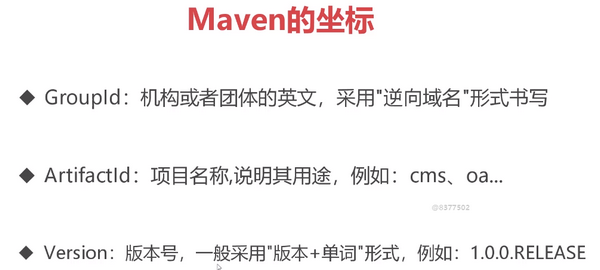 Maven的坐标
◆ GroupId：机构或者团体的英文，采用"逆向域名"形式书写
◆ ArtifactId：项目名称,说明其用途，例如：cms、oa...
@8377502
◆ Version：版本号，一般采用"版本+单词"形式，例如：1.0.0.RELEASE